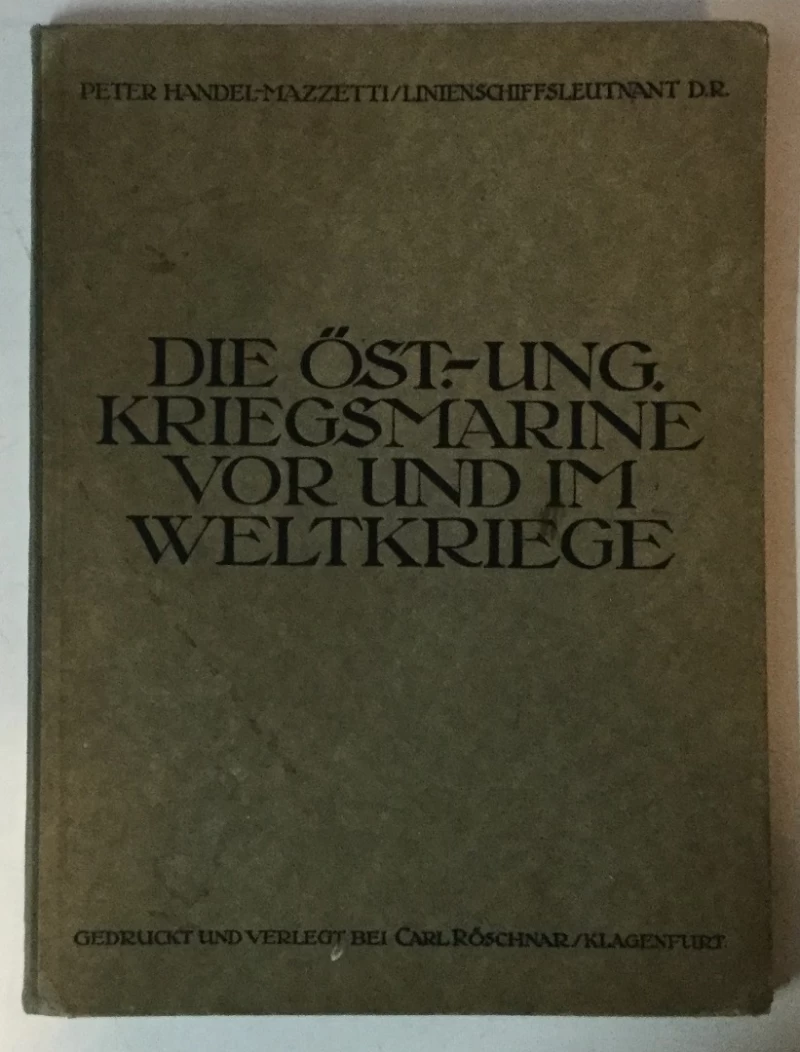 PETER HANDEL-MAZZETTI/LINIENSCHIFFSLEUTNANT D.R.
DIE ÖST.-UNG.
KRIEGSMARINE
VOR UND IM
WELTKRIEGE
GEDRUCKT UND VERLEGT BEI CARL RÖSCHNAR/KLAGENFURT